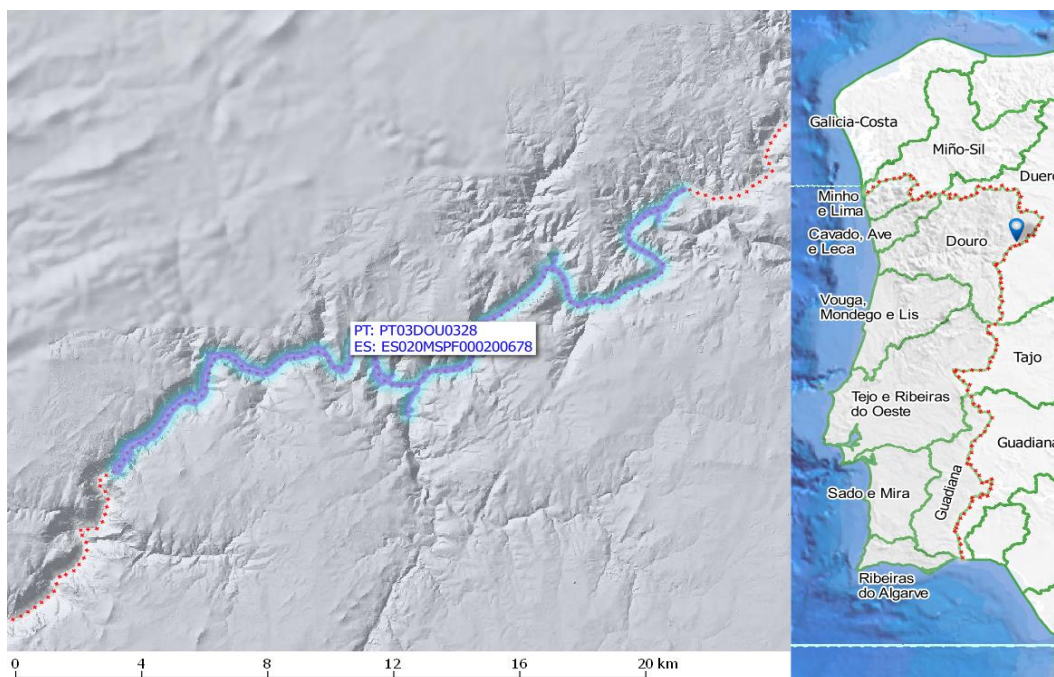 PT: PT03DOU0328
ES: ES020MSPF000200678
0 4 8 12 16 20 km
Galicia-Costa
Miño-Sil
Duero
Minho
e Lima
Cavado, Ave
e Leca
Douro
Vouga,
Mondego e Lis
Tajo
Tejo e Ribeiras
do Oeste
Guadiana
Sado e Mira
Guadiana
Ribeiras
do Algarve